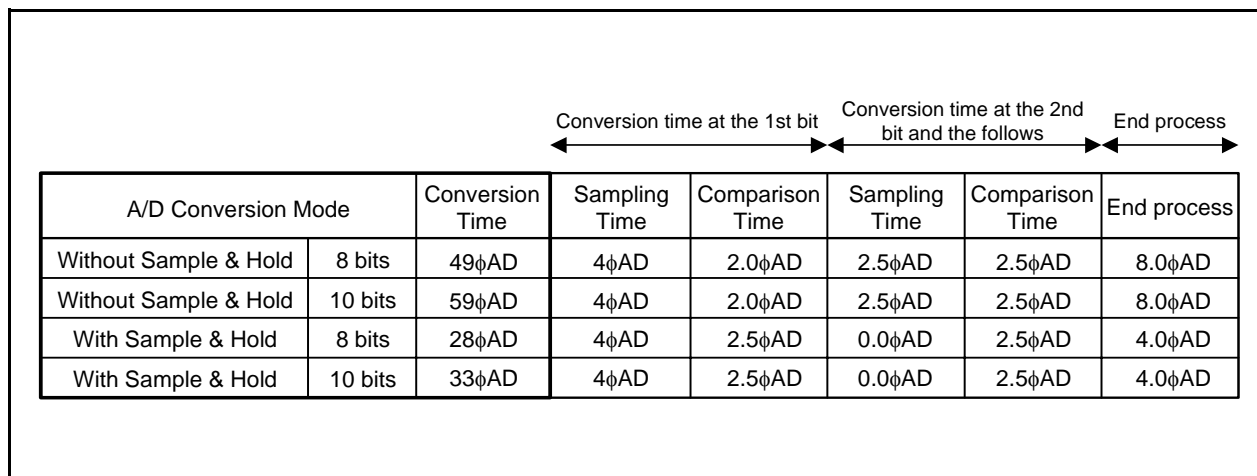 Conversion time at the 1st bit
Conversion time at the 2nd
bit and the follows
End process
A/D Conversion Mode Conversion Time Sampling Time Comparison Time Sampling Time Comparison Time End process
Without Sample & Hold 8 bits 49ϕAD 4ϕAD 2.0ϕAD 2.5ϕAD 2.5ϕAD 8.0ϕAD
Without Sample & Hold 10 bits 59ϕAD 4ϕAD 2.0ϕAD 2.5ϕAD 2.5ϕAD 8.0ϕAD
With Sample & Hold 8 bits 28ϕAD 4ϕAD 2.5ϕAD 0.0ϕAD 2.5ϕAD 4.0ϕAD
With Sample & Hold 10 bits 33ϕAD 4ϕAD 2.5ϕAD 0.0ϕAD 2.5ϕAD 4.0ϕAD